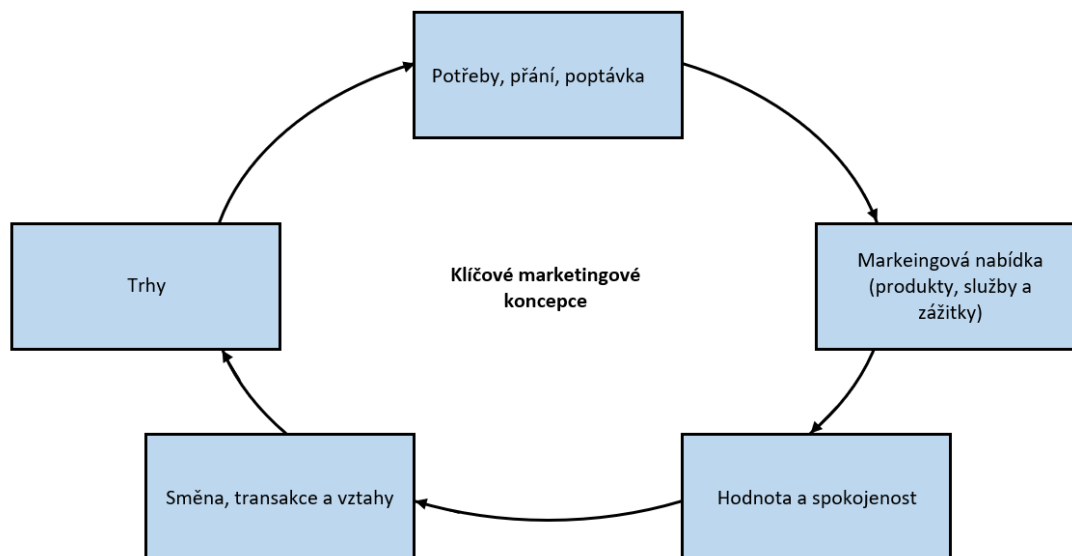 Potřeby, přání, poptávka
Markeingová nabídka
(produkty, služby a
zážitky)
Trhy
Klíčové marketingové
koncepce
Směna, transakce a vztahy
Hodnota a spokojenost